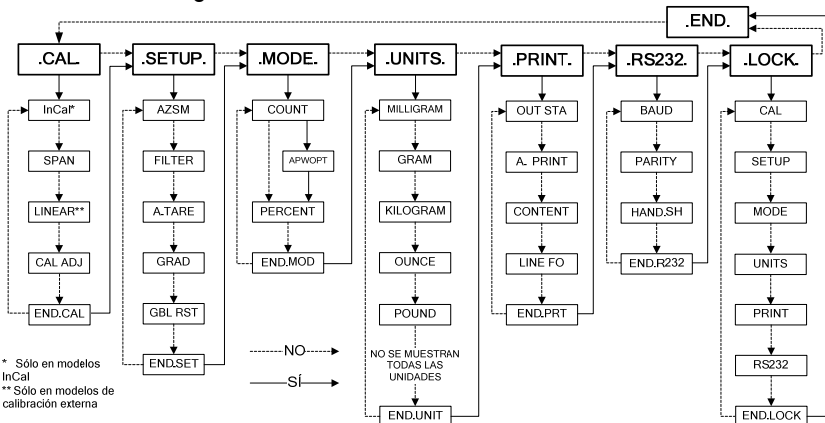 .END.
.CAL.
.SETUP.
.MODE.
.UNITS.
.PRINT.
.RS232.
.LOCK.
InCal*
SPAN
LINEAR**
CAL ADJ
END.CAL
* Sólo en modelos
InCal
** Sólo en modelos de
calibración externa
AZSM
FILTER
A.TARE
GRAD
GBL RST
END.SET
COUNT
APWOPT
PERCENT
END.MOD
NO
SÍ
MILLIGRAM
GRAM
KILOGRAM
OUNCE
POUND
NO SE MUESTRAN
TODAS LAS
UNIDADES
END.UNIT
OUT STA
A. PRINT
CONTENT
LINE FO
END.PRT
BAUD
PARITY
HAND.SH
END.R232
CAL
SETUP
MODE
UNITS
PRINT
RS232
END.LOCK